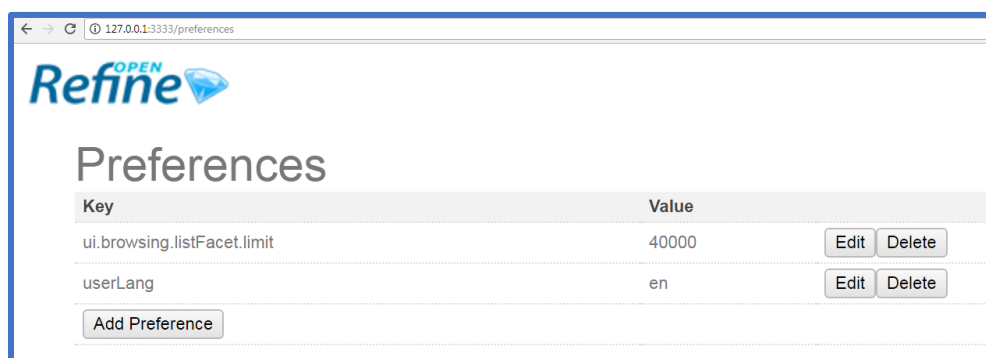 127.0.0.1:3333/preferences
OPEN
Refine
Preferences
Key Value
ui.browsing.listFacet.limit 40000 Edit Delete
userLang en Edit Delete
Add Preference